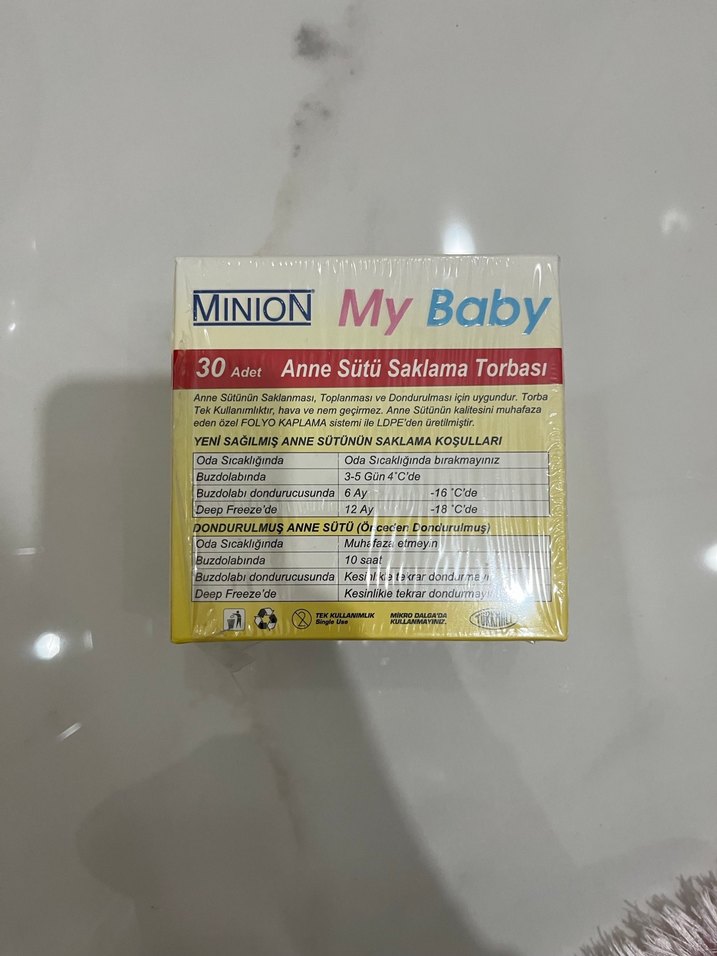 MINION My Baby
30 Adet Anne Sütü Saklama Torbası
Anne Sütünün Saklanması, Toplanması ve Dondurulması için uygundur. Torba
Tek Kullanımlıktır, hava ve nem geçirmez. Anne Sütünün kalitesini muhafaza
eden özel FOLYO KAPLAMA sistemi ile LDPE'den üretilmiştir.
YENİ SAĞILMIŞ ANNE SÜTÜNÜN SAKLAMA KOŞULLARI
Oda Sıcaklığında Oda Sıcaklığında bırakmayınız
Buzdolabında 3-5 Gün 4˚C'de
Buzdolabı dondurucusunda 6 Ay -16 ˚C'de
Deep Freeze'de 12 Ay -18 ˚C'de
DONDURULMUŞ ANNE SÜTÜ (Önceden Dondurulmuş)
Oda Sıcaklığında Muhafaza etmeyin
Buzdolabında 10 saat
Buzdolabı dondurucusunda Kesinlikle tekrar dondurmayın
Deep Freeze'de Kesinlikle tekrar dondurmayın
TEK KULLANIMLIK MİKRO DALGA'DA
Single Use KULLANMAYINIZ.